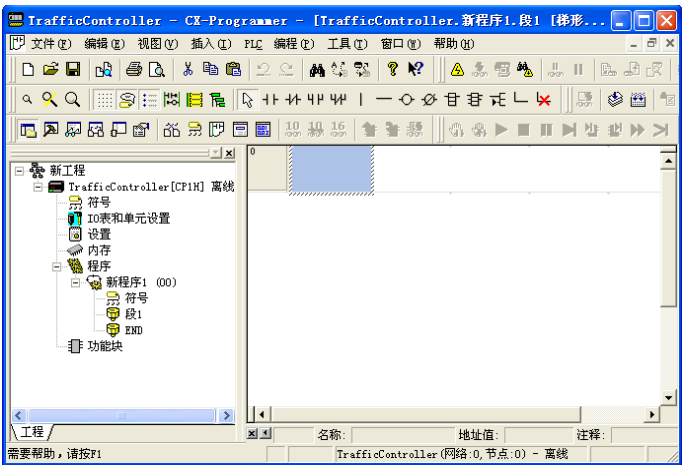 TrafficController - CX-Programmer - [TrafficController.新程序1.段1 [梯形...
文件(F) 编辑(E) 视图(V) 插入(I) PLC 编程(P) 工具(T) 窗口(W) 帮助(H)
10 10 16
0
新工程
TrafficController[CP1H] 离线
符号
IO表和单元设置
设置
内存
程序
新程序1 (00)
符号
段1
END
功能块
工程
名称: 地址值: 注释:
需要帮助,请按F1
TrafficController(网络:0,节点:0) - 离线